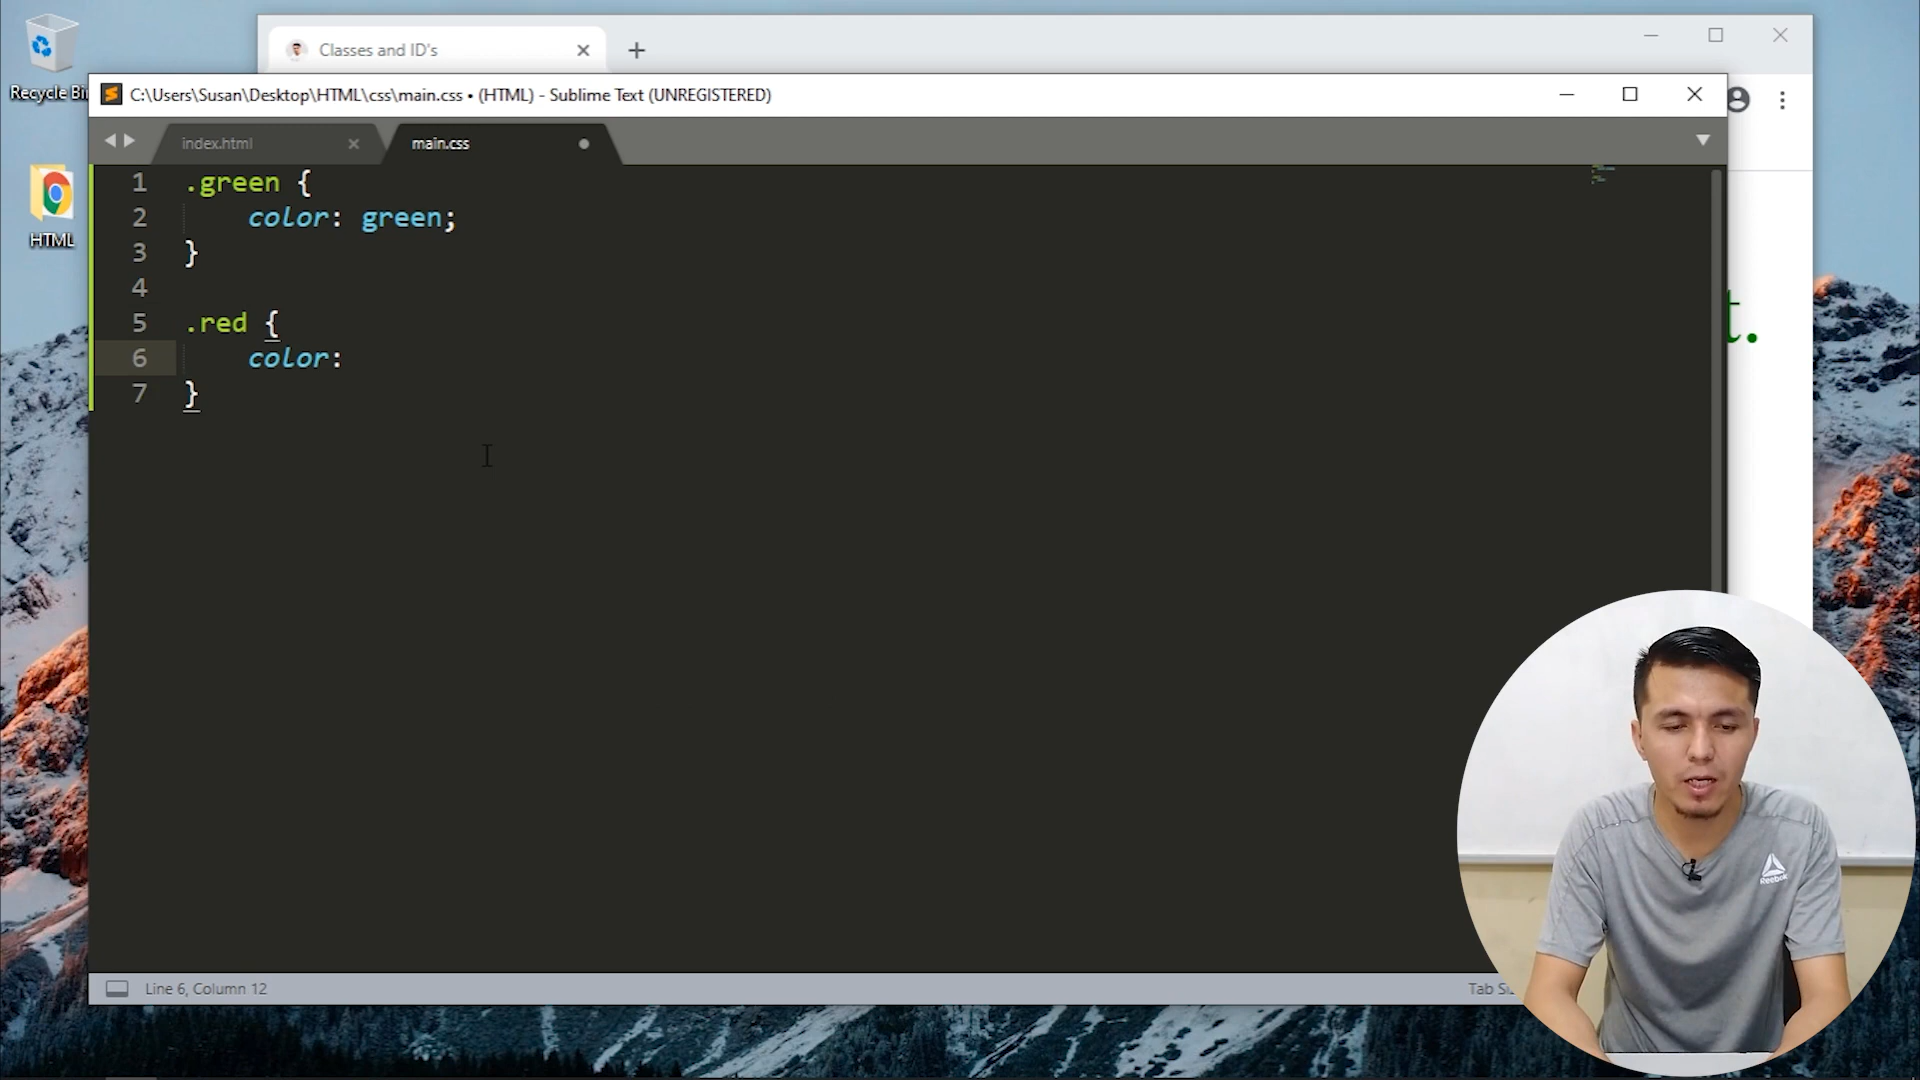 Recycle Bin
HTML
Classes and ID's
C:\Users\Susan\Desktop\HTML\css\main.css • (HTML) - Sublime Text (UNREGISTERED)
index.html
main.css
1 .green {
2 color: green;
3 }
4
5 .red {
6 color:
7 }
t.
Line 6, Column 12
Tab
Reebok